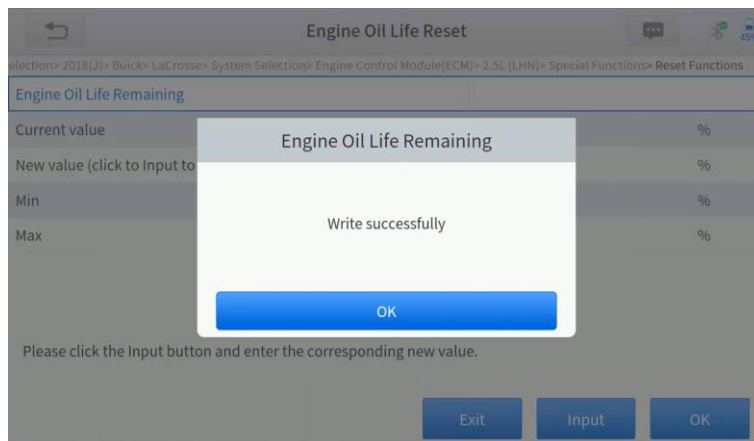 Engine Oil Life Reset
election> 2018(J)> Buick> LaCrosse> System Selection> Engine Control Module(ECM)> 2.5L (LHN)> Special Functions> Reset Functions
Engine Oil Life Remaining
Current value %
New value (click to Input to %
Min %
Max %
Engine Oil Life Remaining
Write successfully
OK
Please click the Input button and enter the corresponding new value.
Exit Input OK